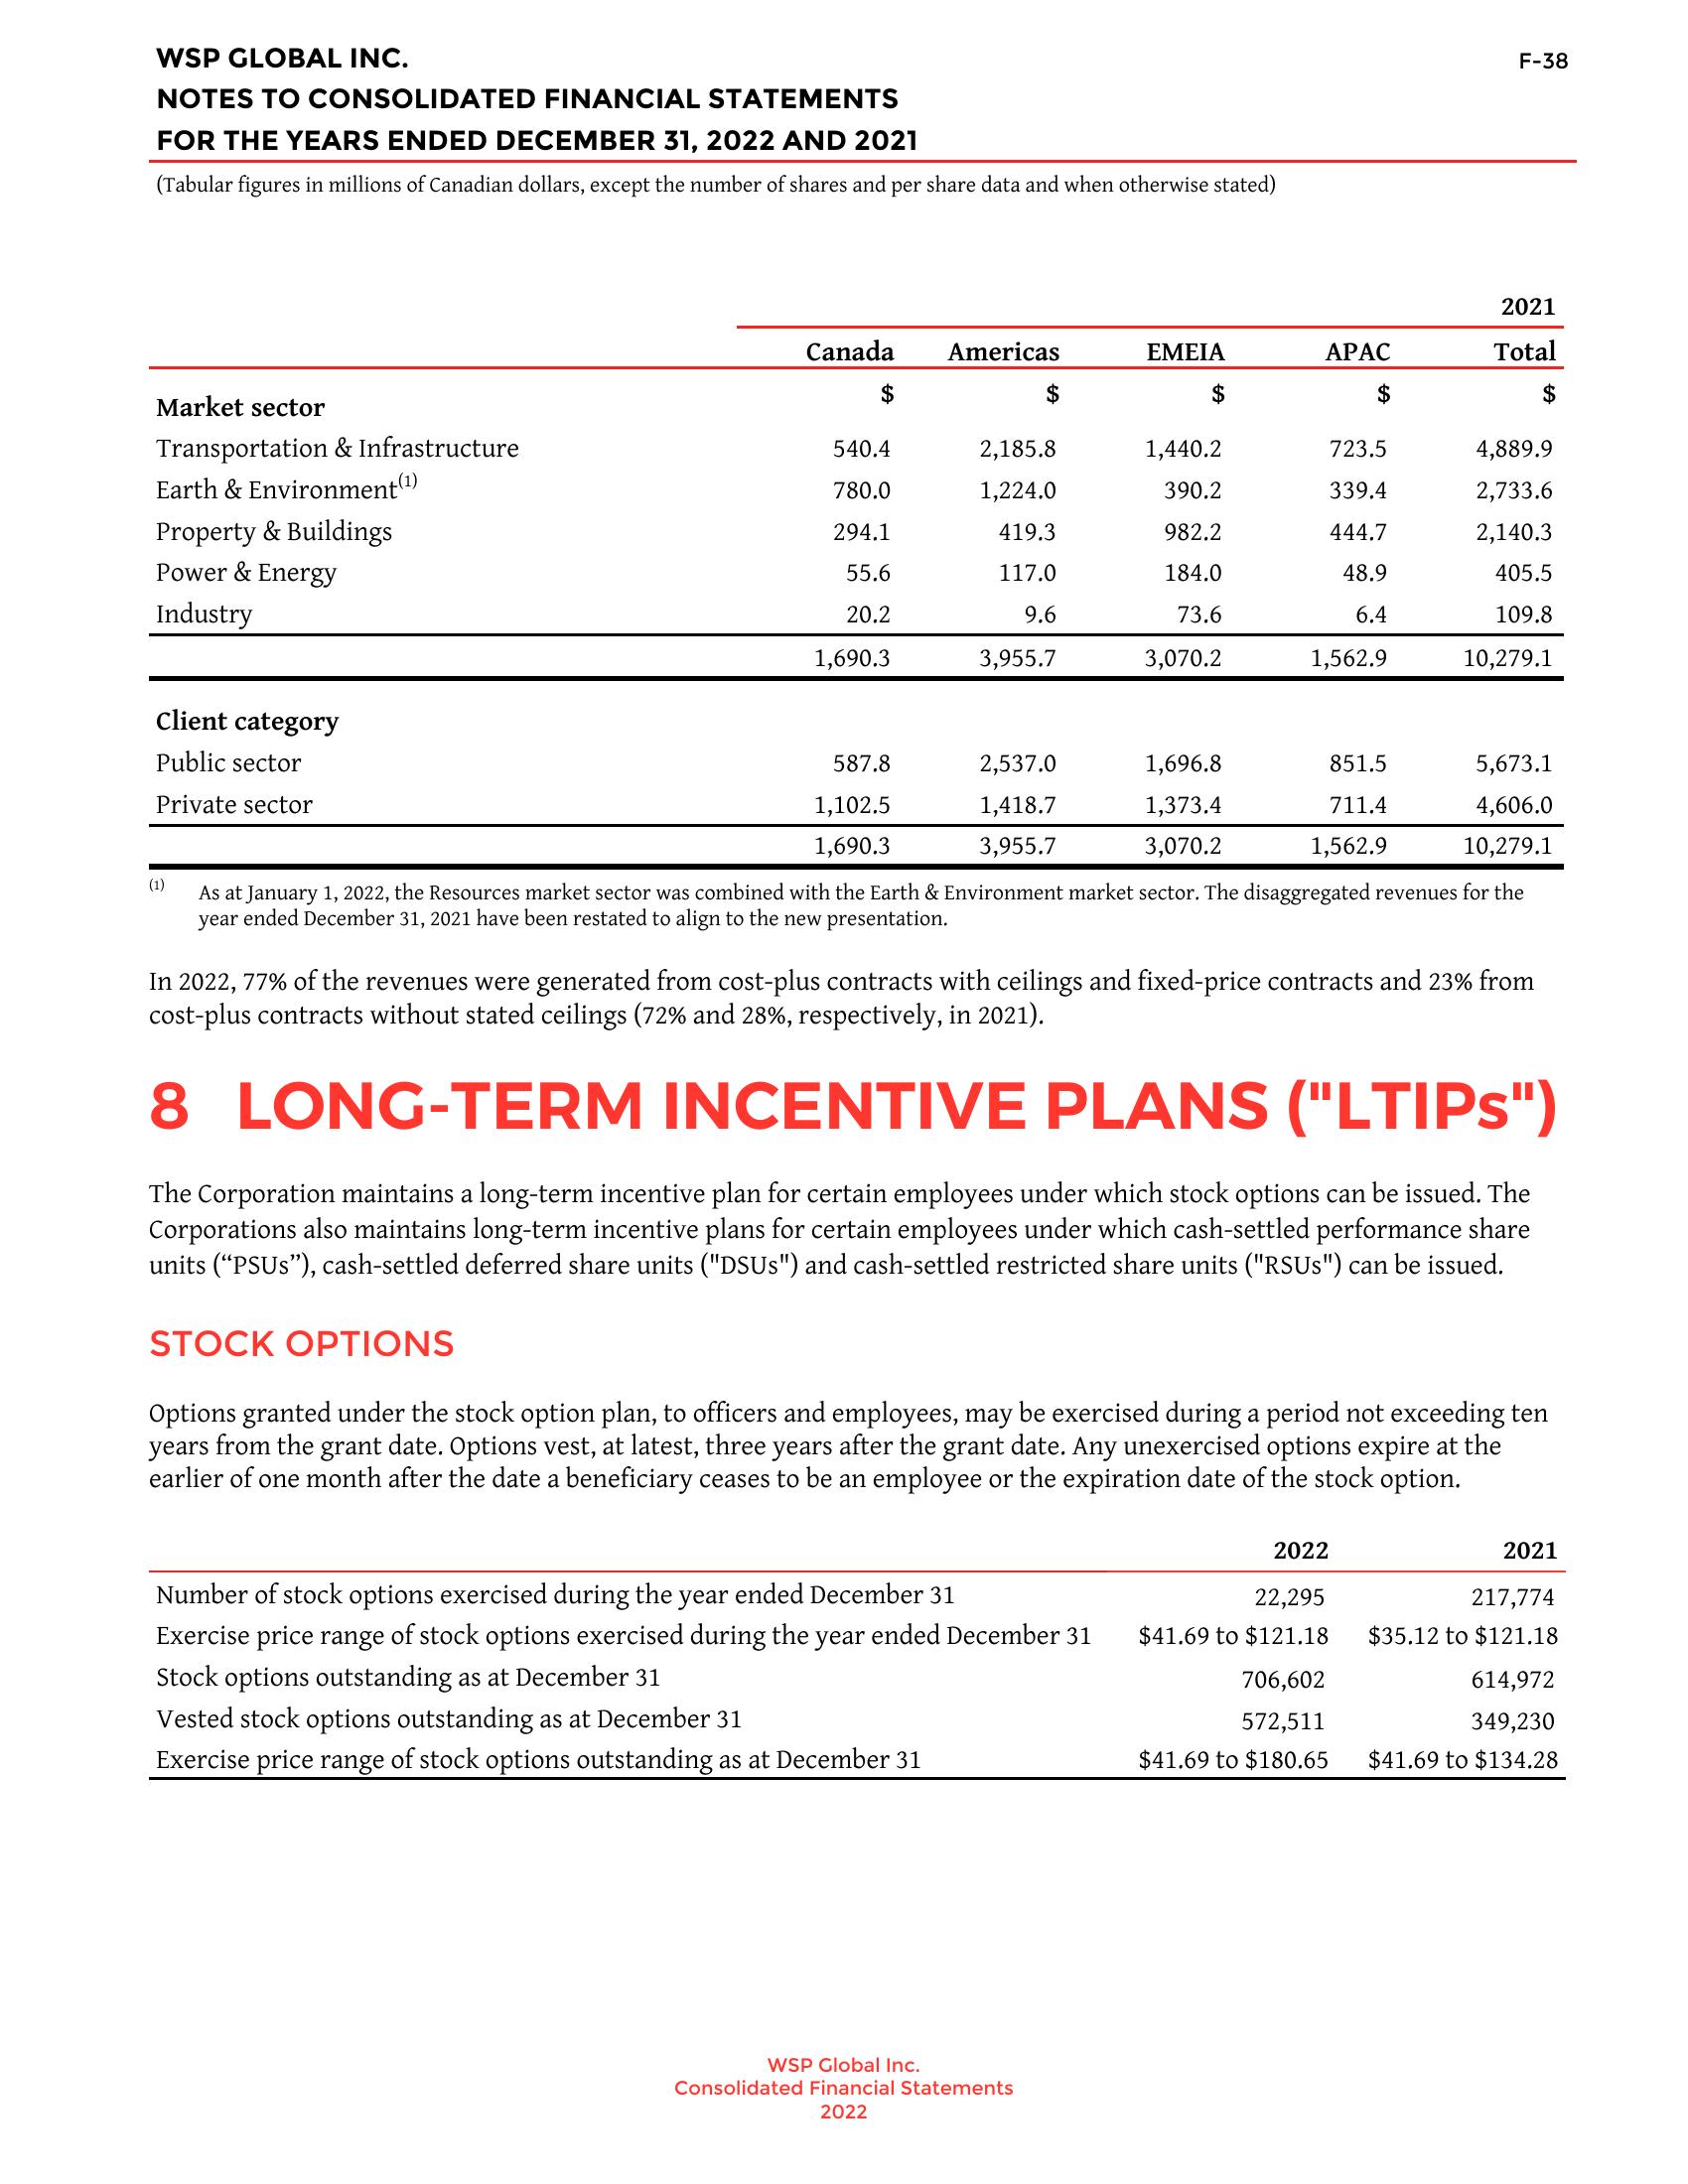 WSP GLOBAL INC.
F-38
NOTES TO CONSOLIDATED FINANCIAL STATEMENTS
FOR THE YEARS ENDED DECEMBER 31, 2022 AND 2021
(Tabular figures in millions of Canadian dollars, except the number of shares and per share data and when otherwise stated)
2021
Canada Americas EMEIA APAC Total
Market sector $ $ $ $ $
Transportation & Infrastructure 540.4 2,185.8 1,440.2 723.5 4,889.9
Earth & Environment(1) 780.0 1,224.0 390.2 339.4 2,733.6
Property & Buildings 294.1 419.3 982.2 444.7 2,140.3
Power & Energy 55.6 117.0 184.0 48.9 405.5
Industry 20.2 9.6 73.6 6.4 109.8
1,690.3 3,955.7 3,070.2 1,562.9 10,279.1
Client category
Public sector 587.8 2,537.0 1,696.8 851.5 5,673.1
Private sector 1,102.5 1,418.7 1,373.4 711.4 4,606.0
1,690.3 3,955.7 3,070.2 1,562.9 10,279.1
(1) As at January 1, 2022, the Resources market sector was combined with the Earth & Environment market sector. The disaggregated revenues for the
year ended December 31, 2021 have been restated to align to the new presentation.
In 2022, 77% of the revenues were generated from cost-plus contracts with ceilings and fixed-price contracts and 23% from
cost-plus contracts without stated ceilings (72% and 28%, respectively, in 2021).
8 LONG-TERM INCENTIVE PLANS ("LTIPs")
The Corporation maintains a long-term incentive plan for certain employees under which stock options can be issued. The
Corporations also maintains long-term incentive plans for certain employees under which cash-settled performance share
units (“PSUs”), cash-settled deferred share units ("DSUs") and cash-settled restricted share units ("RSUs") can be issued.
STOCK OPTIONS
Options granted under the stock option plan, to officers and employees, may be exercised during a period not exceeding ten
years from the grant date. Options vest, at latest, three years after the grant date. Any unexercised options expire at the
earlier of one month after the date a beneficiary ceases to be an employee or the expiration date of the stock option.
2022 2021
Number of stock options exercised during the year ended December 31 22,295 217,774
Exercise price range of stock options exercised during the year ended December 31 $41.69 to $121.18 $35.12 to $121.18
Stock options outstanding as at December 31 706,602 614,972
Vested stock options outstanding as at December 31 572,511 349,230
Exercise price range of stock options outstanding as at December 31 $41.69 to $180.65 $41.69 to $134.28
WSP Global Inc.
Consolidated Financial Statements
2022